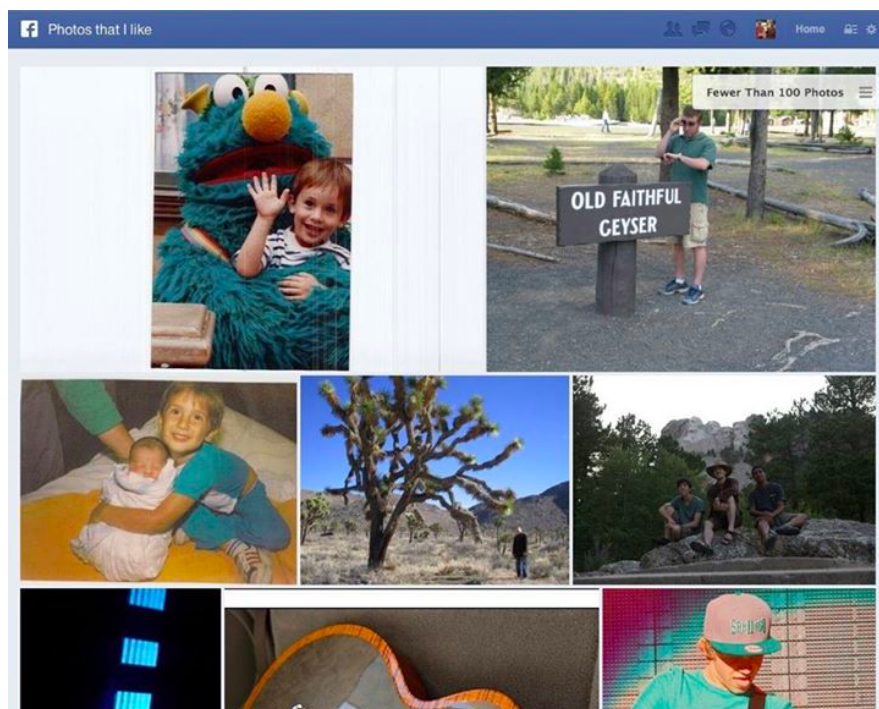 f Photos that I like
Home
Fewer Than 100 Photos
OLD FAITHFUL
GEYSER